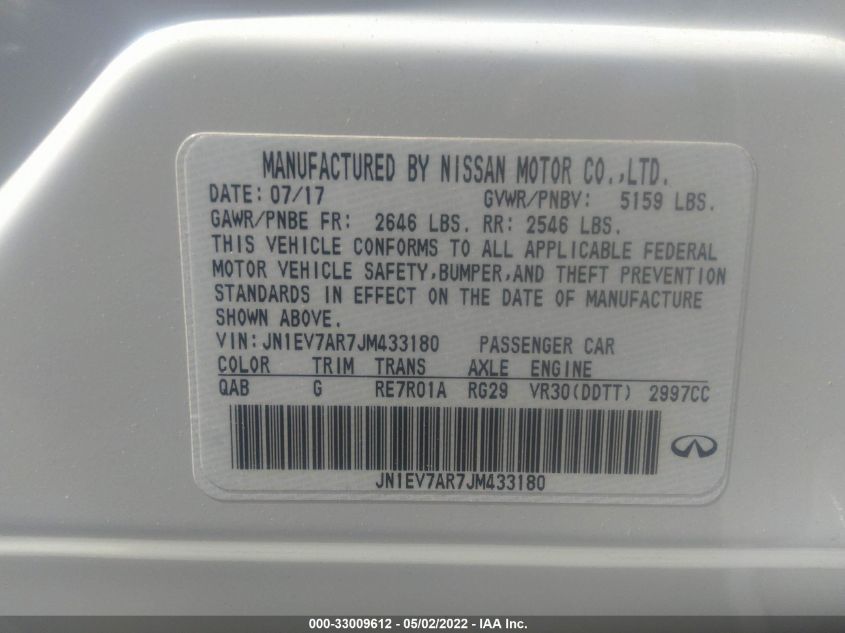 MANUFACTURED BY NISSAN MOTOR CO.,LTD.
DATE: 07/17 GVWR/PNBV: 5159 LBS.
GAWR/PNBE FR: 2646 LBS. RR: 2546 LBS.
THIS VEHICLE CONFORMS TO ALL APPLICABLE FEDERAL
MOTOR VEHICLE SAFETY,BUMPER,AND THEFT PREVENTION
STANDARDS IN EFFECT ON THE DATE OF MANUFACTURE
SHOWN ABOVE.
VIN:JN1EV7AR7JM433180 PASSENGER CAR
COLOR TRIM TRANS AXLE ENGINE
QAB G RE7R01A RG29 VR30(DDTT) 2997CC
JN1EV7AR7JM433180
000-33009612 - 05/02/2022 - IAA Inc.